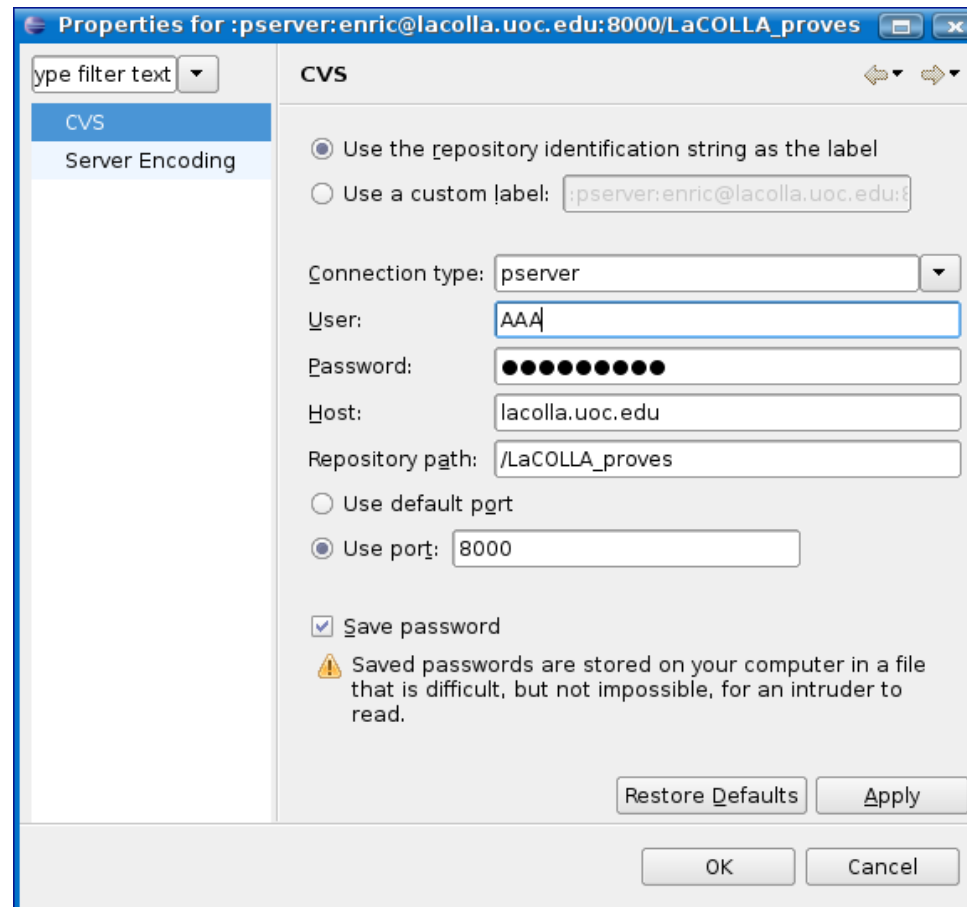 Properties for :pserver:enric@lacolla.uoc.edu:8000/LaCOLLA_proves
ype filter text
CVS
CVS
Server Encoding
Use the repository identification string as the label
Use a custom label: :pserver:enric@lacolla.uoc.edu:8
Connection type: pserver
User: AAA
Password: ●●●●●●●●●
Host: lacolla.uoc.edu
Repository path: /LaCOLLA_proves
Use default port
Use port: 8000
Save password
Saved passwords are stored on your computer in a file
that is difficult, but not impossible, for an intruder to
read.
Restore Defaults Apply
OK Cancel